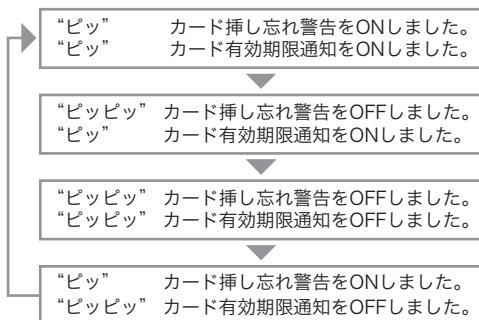 “ピッ” カード挿し忘れ警告をONしました。
“ピッ” カード有効期限通知をONしました。
“ピッピッ” カード挿し忘れ警告をOFFしました。
“ピッ” カード有効期限通知をONしました。
“ピッピッ” カード挿し忘れ警告をOFFしました。
“ピッピッ” カード有効期限通知をOFFしました。
“ピッ” カード挿し忘れ警告をONしました。
“ピッピッ” カード有効期限通知をOFFしました。